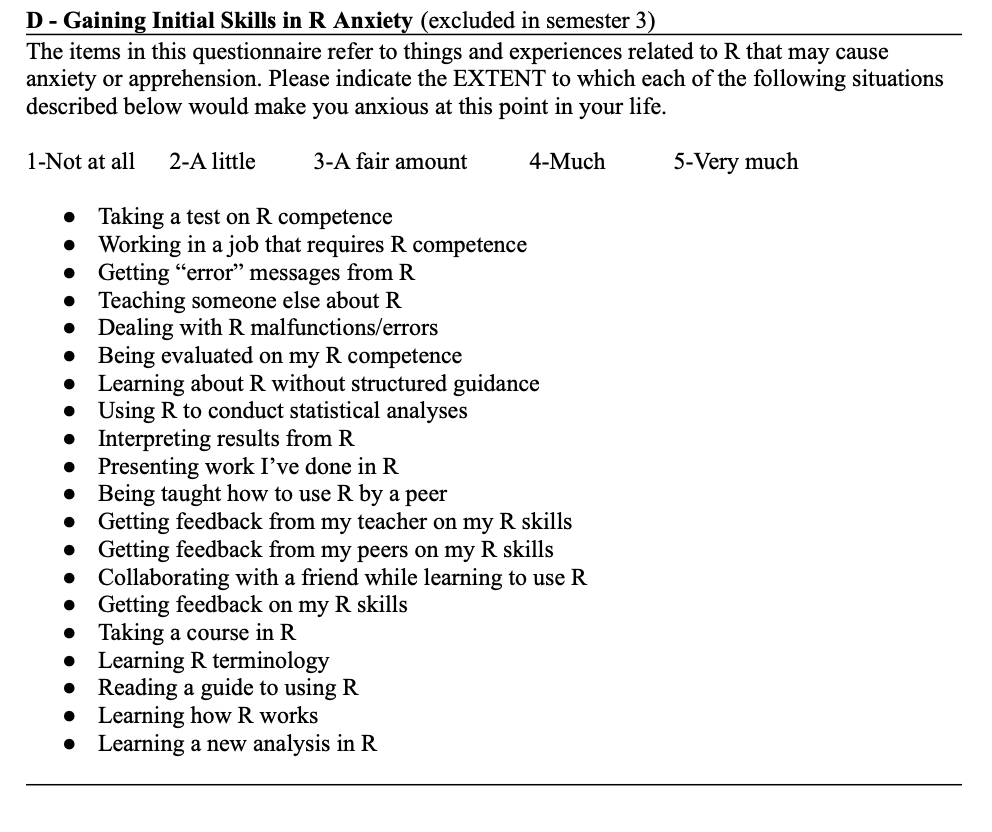 D - Gaining Initial Skills in R Anxiety (excluded in semester 3)
The items in this questionnaire refer to things and experiences related to R that may cause
anxiety or apprehension. Please indicate the EXTENT to which each of the following situations
described below would make you anxious at this point in your life.
1-Not at all 2-A little 3-A fair amount 4-Much 5-Very much
● Taking a test on R competence
● Working in a job that requires R competence
● Getting “error” messages from R
● Teaching someone else about R
● Dealing with R malfunctions/errors
● Being evaluated on my R competence
● Learning about R without structured guidance
● Using R to conduct statistical analyses
● Interpreting results from R
● Presenting work I’ve done in R
● Being taught how to use R by a peer
● Getting feedback from my teacher on my R skills
● Getting feedback from my peers on my R skills
● Collaborating with a friend while learning to use R
● Getting feedback on my R skills
● Taking a course in R
● Learning R terminology
● Reading a guide to using R
● Learning how R works
● Learning a new analysis in R